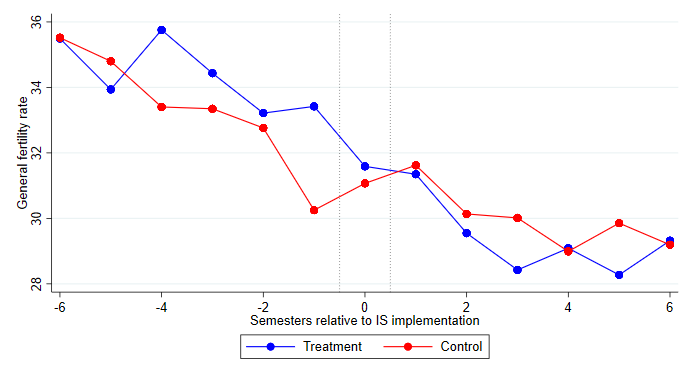 General fertility rate
36
34
32
30
28
-6 -4 -2 0 2 4 6
Semesters relative to IS implementation
Treatment Control